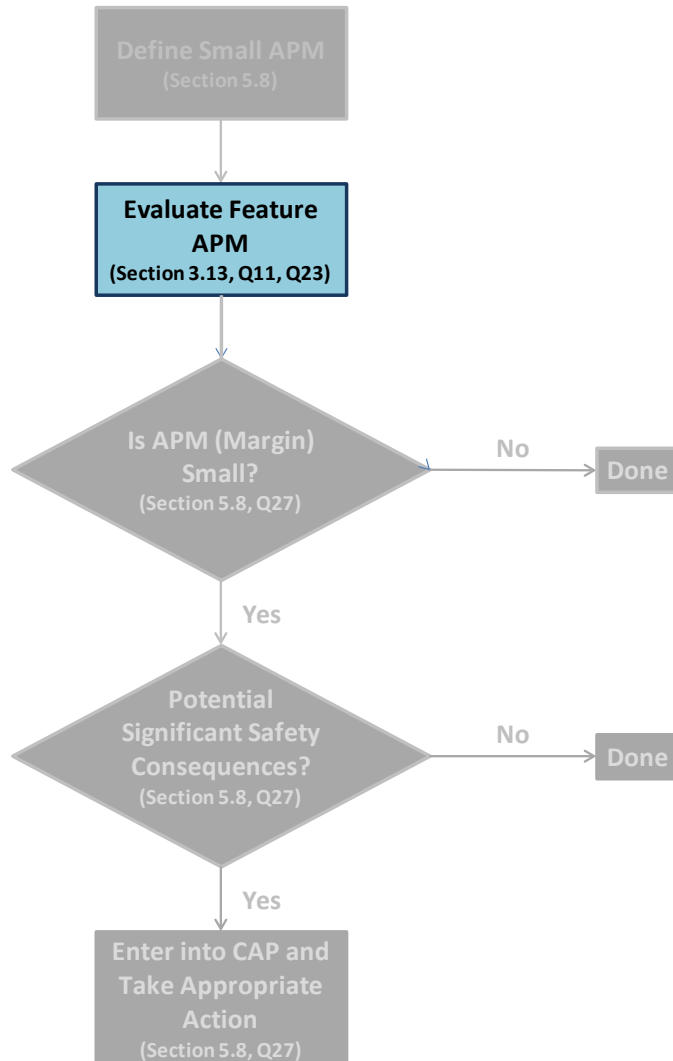 Define Small APM
(Section 5.8)
Evaluate Feature
APM
(Section 3.13, Q11, Q23)
Is APM (Margin)
Small?
(Section 5.8, Q27)
No
Done
Yes
Potential
Significant Safety
Consequences?
(Section 5.8, Q27)
No
Done
Yes
Enter into CAP and
Take Appropriate
Action
(Section 5.8, Q27)